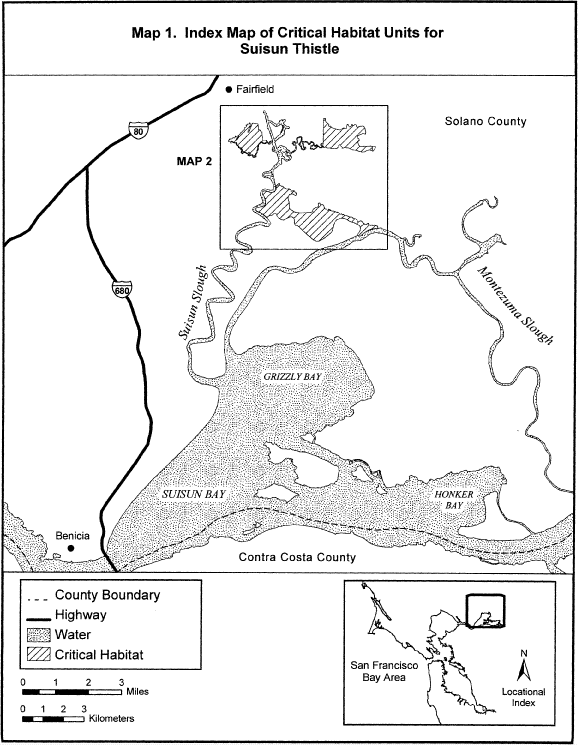 Map 1. Index Map of Critical Habitat Units for
Suisun Thistle
Fairfield
Solano County
80
MAP 2
680
Suisun Slough
Montezuma Slough
GRIZZLY BAY
SUISUN BAY
HONKER
BAY
Benicia
Contra Costa County
County Boundary
Highway
Water
Critical Habitat
0 1 2 3
Miles
0 1 2 3
Kilometers
San Francisco
Bay Area
N
Locational
Index